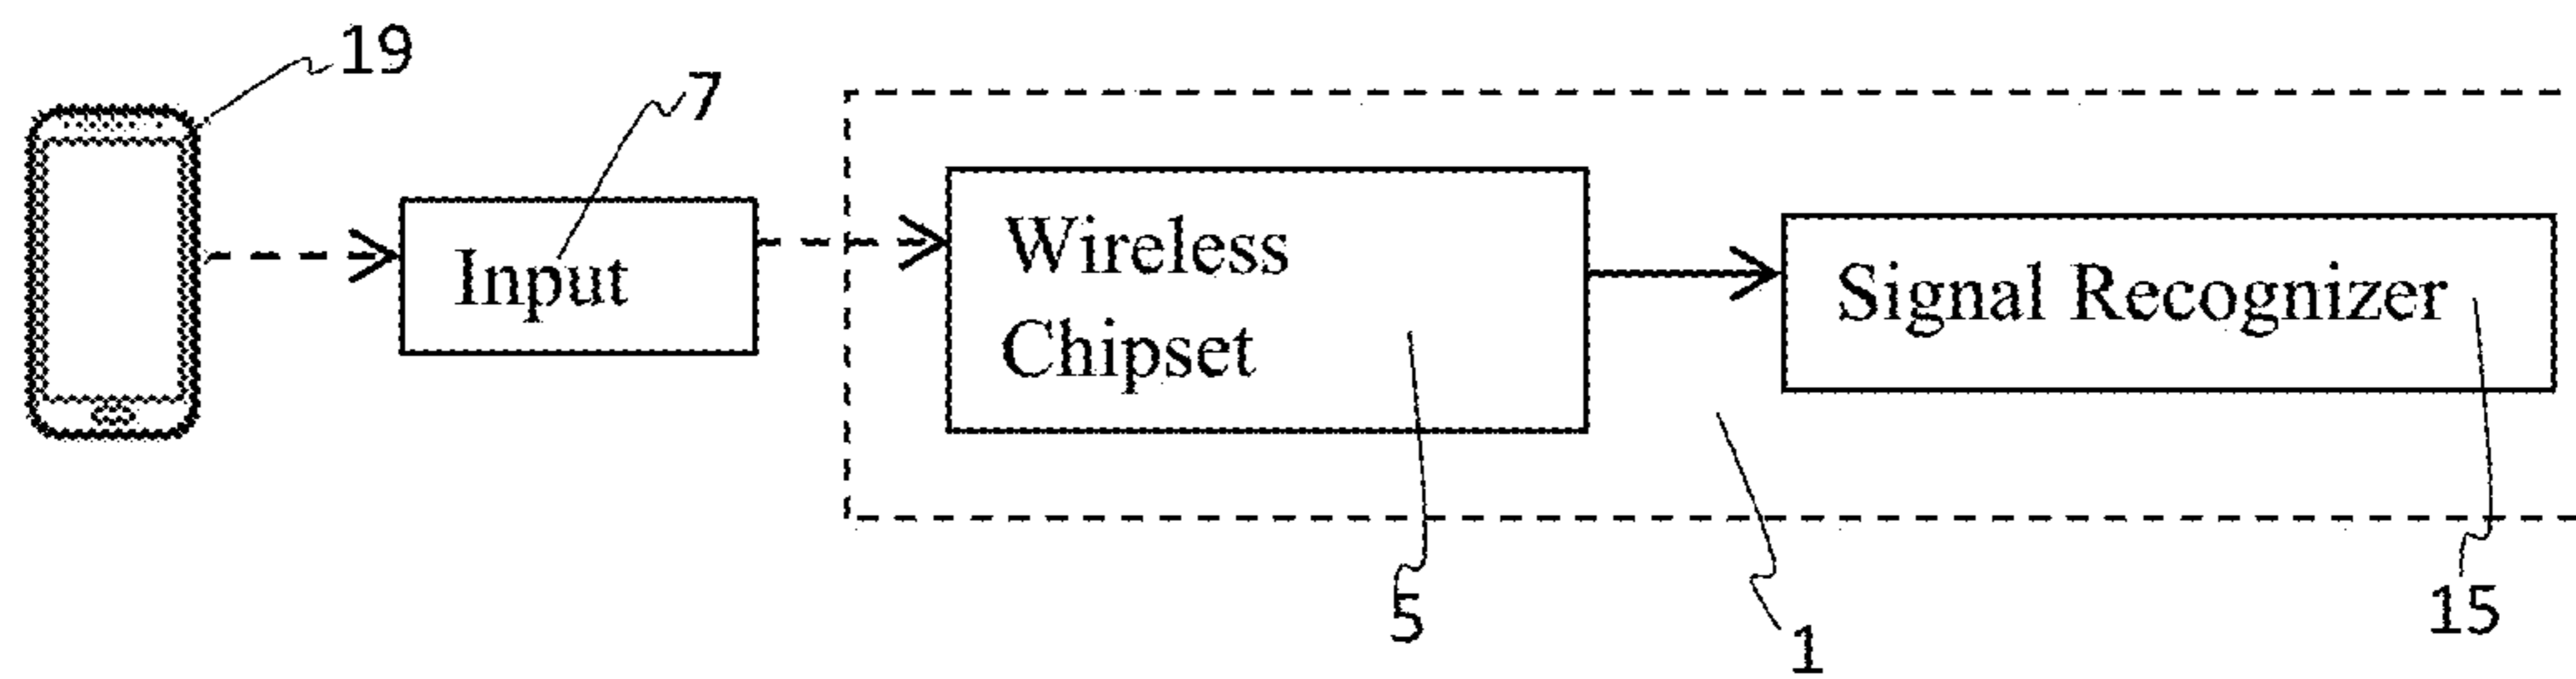 19
7
Input
Wireless
Chipset
Signal Recognizer
5
1
15